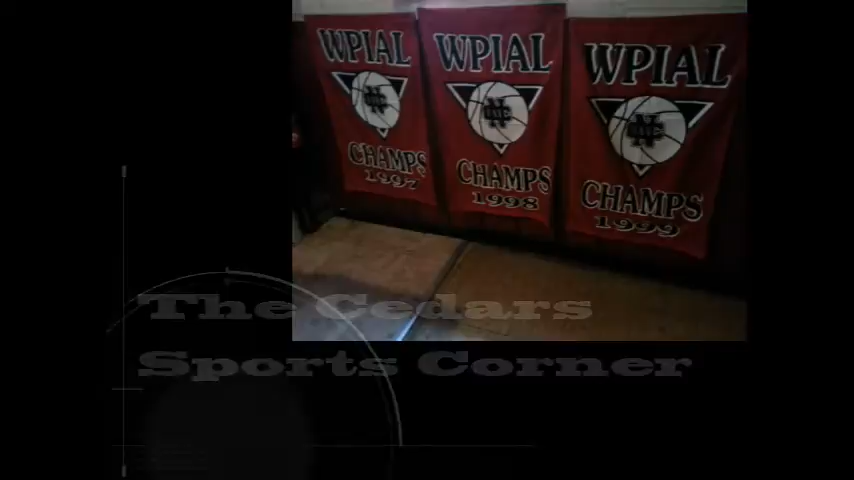 WPIAL
CHAMPS
1997
WPIAL
CHAMPS
1998
WPIAL
CHAMPS
1999
The Cedars
Sports Corner